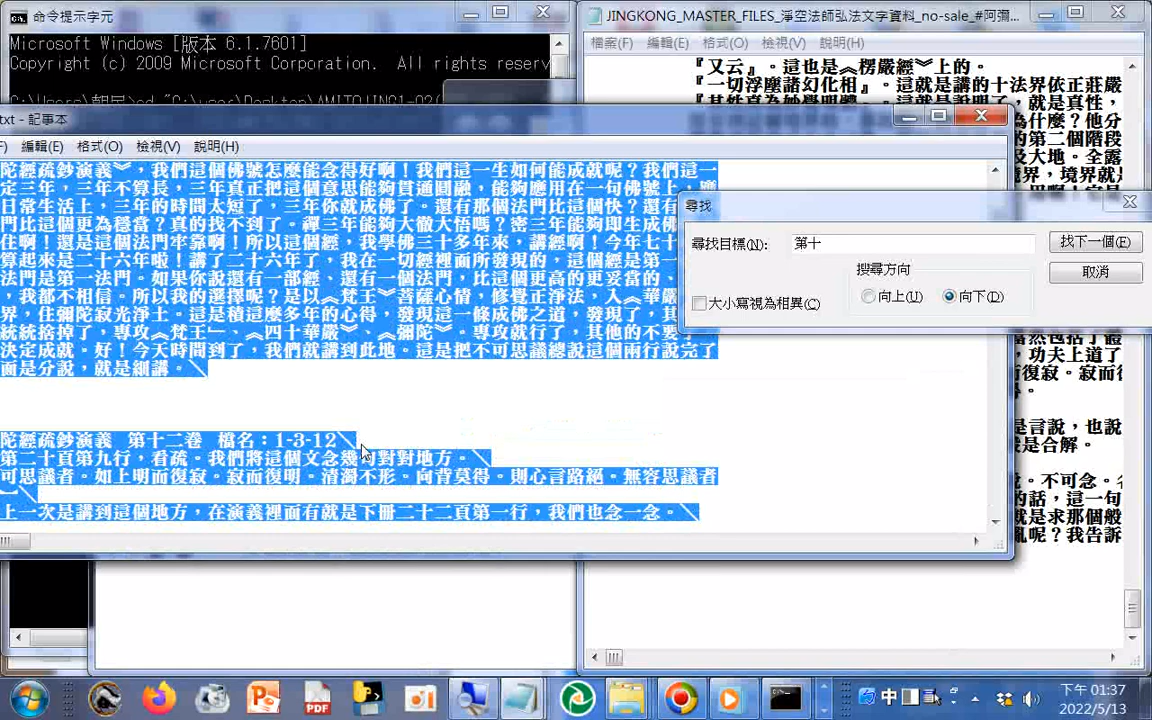 命令提示字元
Microsoft Windows [版本 6.1.7601]
Copyright (c) 2009 Microsoft Corporation.  All rights reserv
JINGKONG_MASTER_FILES_淨空法師弘法文字資料_no-sale_#阿彌...
檔案(F) 編輯(E) 格式(O) 檢視(V) 說明(H)
『又云』。這也是︽楞嚴經︾上的。
『一切浮塵諸幻化相』。這就是講的十法界依正莊嚴
txt - 記事本
編輯(E) 格式(O) 檢視(V) 說明(H)
陀經疏鈔演義︾，我們這個佛號怎麼能念得好啊！我們這一生如何能成就呢？我們這一
定三年，三年不算長，三年真正把這個意思能夠貫通圓融，能夠應用在一句佛號上，應
日常生活上，三年的時間太短了，三年你就成佛了。還有那個法門比這個快？還有
門比這個更為穩當？真的找不到了。禪三年能夠大徹大悟嗎？密三年能夠即生成佛
住啊！還是這個法門牢靠啊！所以這個經，我學佛三十多年來，講經啊！今年七十
算起來是二十六年啦！講了二十六年了，我在一切經裡面所發現的，這個經是第一
法門是第一法門。如果你說還有一部經、還有一個法門，比這個更高的更妥當的、
，我都不相信。所以我的選擇呢？是以︽梵王︾菩薩心情，修覺正淨法，入︽華嚴
界，住彌陀寂光淨土。這是積這麼多年的心得，發現這一條成佛之道，發現了，其
統統捨掉了，專攻︽梵王﹂、︽四十華嚴︾、︽彌陀︾。專攻就行了，其他的不要
決定成就。好！今天時間到了，我們就講到此地。這是把不可思議總說這個兩行說完了
面是分說，就是細講。＼
陀經疏鈔演義　第十二卷　檔名：1-3-12＼
第二十頁第九行，看疏。我們將這個文念幾句對對地方。＼
可思議者。如上明而復寂。寂而復明。清濁不形。向背莫得。則心言路絕。無容思議者
＼
上一次是講到這個地方，在演義裡面有就是下冊二十二頁第一行，我們也念一念。＼
尋找
尋找目標(N): 第十 找下一個(E)
搜尋方向 取消
大小寫視為相異(C) 向上(U) 向下(D)
為什麼？他分
的第二個階段
及大地。全露
境界，境界就
，功夫上道了
而復寂。寂而復
是言說，也說
是合解。
說。不可念。
的話，這一句
就是求那個般
亂呢？我告訴
中
下午 01:37
2022/5/13